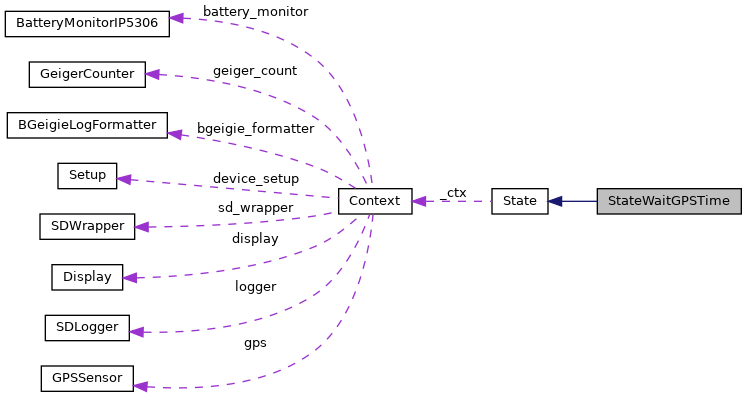 battery_monitor
BatteryMonitorIP5306
geiger_count
GeigerCounter
bgeigie_formatter
BGeigieLogFormatter
device_setup
Setup
_ctx
Context
State
StateWaitGPSTime
sd_wrapper
SDWrapper
display
Display
logger
SDLogger
gps
GPSSensor